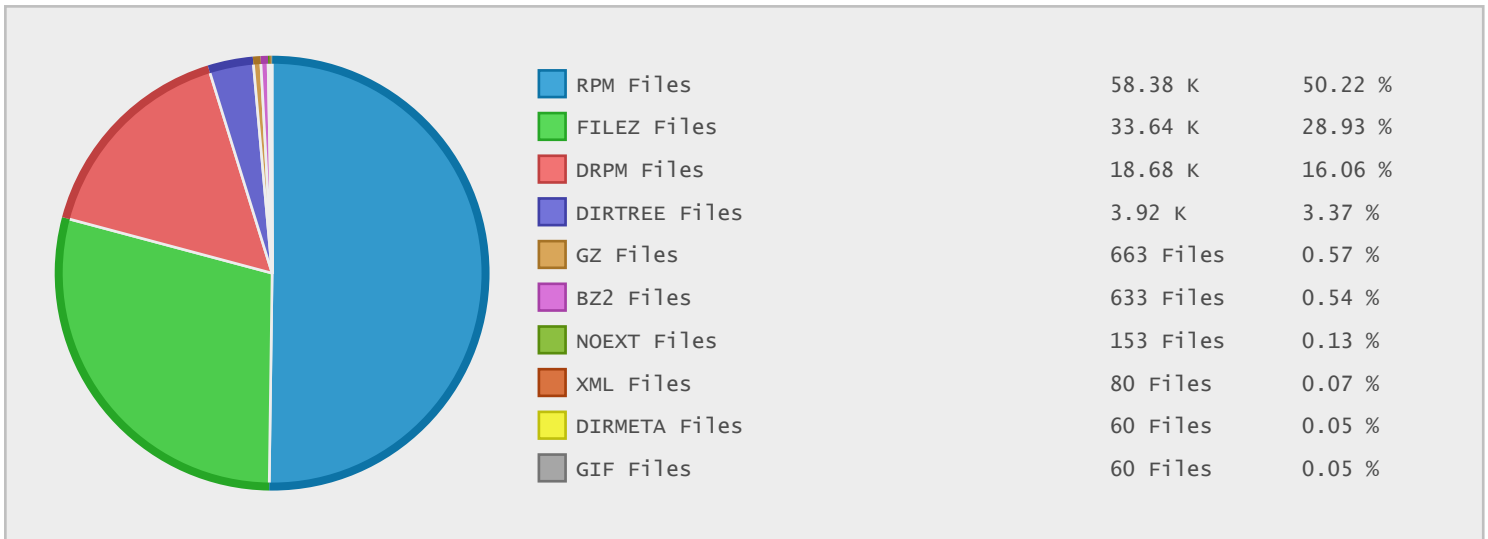 RPM Files 58.38 K 50.22 %
FILEZ Files 33.64 K 28.93 %
DRPM Files 18.68 K 16.06 %
DIRTREE Files 3.92 K 3.37 %
GZ Files 663 Files 0.57 %
BZ2 Files 633 Files 0.54 %
NOEXT Files 153 Files 0.13 %
XML Files 80 Files 0.07 %
DIRMETA Files 60 Files 0.05 %
GIF Files 60 Files 0.05 %